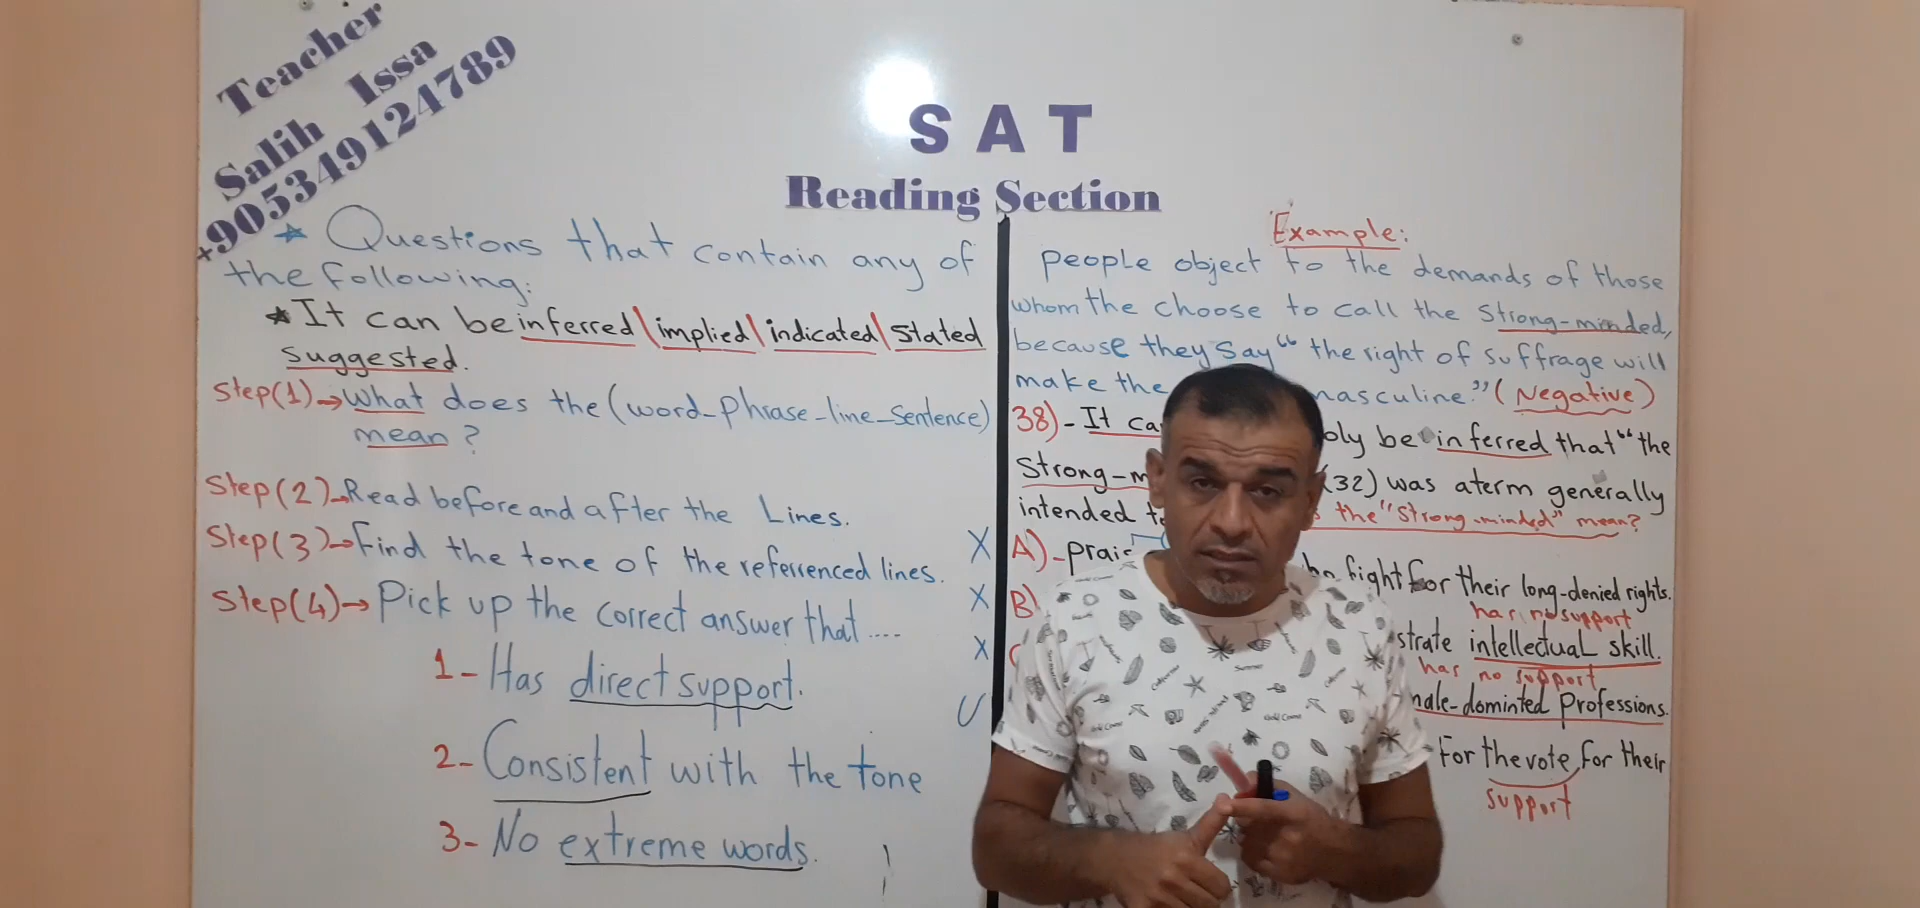 Teacher
Salih Issa
+905349124789
SAT
Reading Section
* Questions that contain any of
the following:
* It can be inferred\implied\indicated\stated
suggested.
Step(1)→What does the (word-phrase-line-sentence)
mean?
Step(2)→Read before and after the Lines.
Step(3)→Find the tone of the referrenced lines.
Step(4)→Pick up the correct answer that....
1- Has direct support.
2- Consistent with the tone
3- No extreme words.
Example:
people object to the demands of those
whom the choose to call the strong-minded,
because they say "the right of suffrage will
make the masculine." (Negative)
38)- It be inferred that "the
strong- (32) was a term generally
intended the "strong-minded" mean?
X A)- fight for their long-denied rights.
has no support
X B) intellectual skill.
has no support
X male-dominted professions.
For the vote for their
support